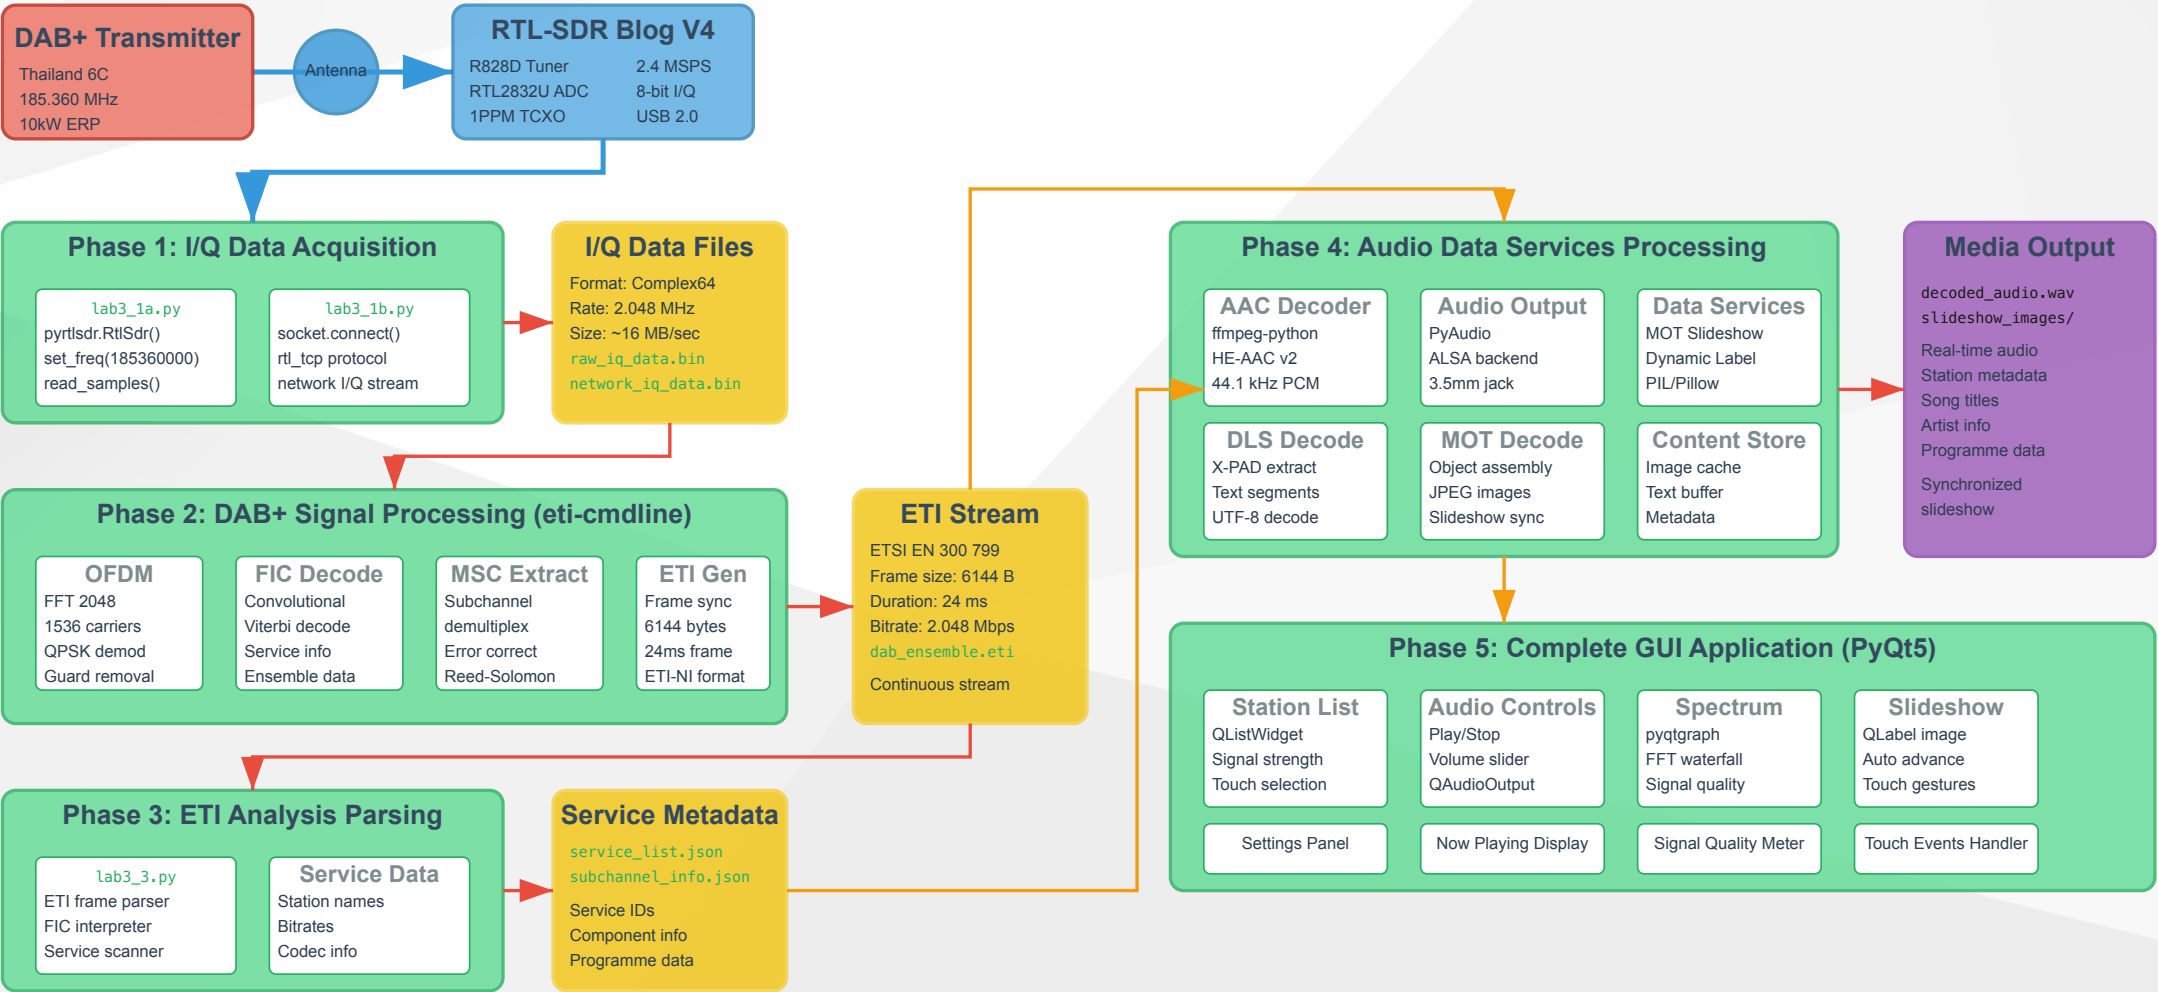 DAB+ Transmitter
Thailand 6C
185.360 MHz
10kW ERP
Antenna
RTL-SDR Blog V4
R828D Tuner
RTL2832U ADC
1PPM TCXO
2.4 MSPS
8-bit I/Q
USB 2.0
Phase 1: I/Q Data Acquisition
lab3_1a.py
pyrtlsdr.RtlSdr()
set_freq(185360000)
read_samples()
lab3_1b.py
socket.connect()
rtl_tcp protocol
network I/Q stream
I/Q Data Files
Format: Complex64
Rate: 2.048 MHz
Size: ~16 MB/sec
raw_iq_data.bin
network_iq_data.bin
Phase 2: DAB+ Signal Processing (eti-cmdline)
OFDM
FFT 2048
1536 carriers
QPSK demod
Guard removal
FIC Decode
Convolutional
Viterbi decode
Service info
Ensemble data
MSC Extract
Subchannel
demultiplex
Error correct
Reed-Solomon
ETI Gen
Frame sync
6144 bytes
24ms frame
ETI-NI format
ETI Stream
ETSI EN 300 799
Frame size: 6144 B
Duration: 24 ms
Bitrate: 2.048 Mbps
dab_ensemble.eti
Continuous stream
Phase 3: ETI Analysis Parsing
lab3_3.py
ETI frame parser
FIC interpreter
Service scanner
Service Data
Station names
Bitrates
Codec info
Service Metadata
service_list.json
subchannel_info.json
Service IDs
Component info
Programme data
Phase 4: Audio Data Services Processing
AAC Decoder
ffmpeg-python
HE-AAC v2
44.1 kHz PCM
Audio Output
PyAudio
ALSA backend
3.5mm jack
Data Services
MOT Slideshow
Dynamic Label
PIL/Pillow
DLS Decode
X-PAD extract
Text segments
UTF-8 decode
MOT Decode
Object assembly
JPEG images
Slideshow sync
Content Store
Image cache
Text buffer
Metadata
Media Output
decoded_audio.wav
slideshow_images/
Real-time audio
Station metadata
Song titles
Artist info
Programme data
Synchronized
slideshow
Phase 5: Complete GUI Application (PyQt5)
Station List
QListWidget
Signal strength
Touch selection
Audio Controls
Play/Stop
Volume slider
QAudioOutput
Spectrum
pyqtgraph
FFT waterfall
Signal quality
Slideshow
QLabel image
Auto advance
Touch gestures
Settings Panel
Now Playing Display
Signal Quality Meter
Touch Events Handler